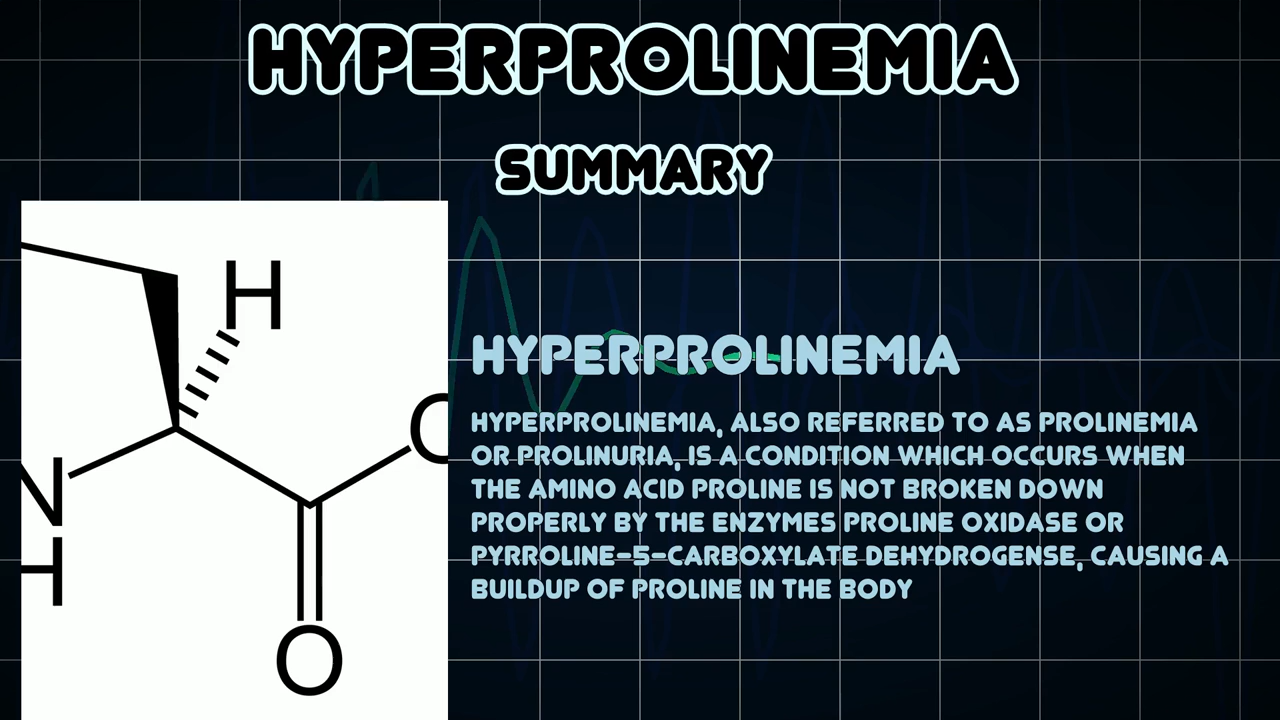 HYPERPROLINEMIA
SUMMARY
H
O
N
H
O
HYPERPROLINEMIA
HYPERPROLINEMIA, ALSO REFERRED TO AS PROLINEMIA
OR PROLINURIA, IS A CONDITION WHICH OCCURS WHEN
THE AMINO ACID PROLINE IS NOT BROKEN DOWN
PROPERLY BY THE ENZYMES PROLINE OXIDASE OR
PYRROLINE-5-CARBOXYLATE DEHYDROGENSE, CAUSING A
BUILDUP OF PROLINE IN THE BODY